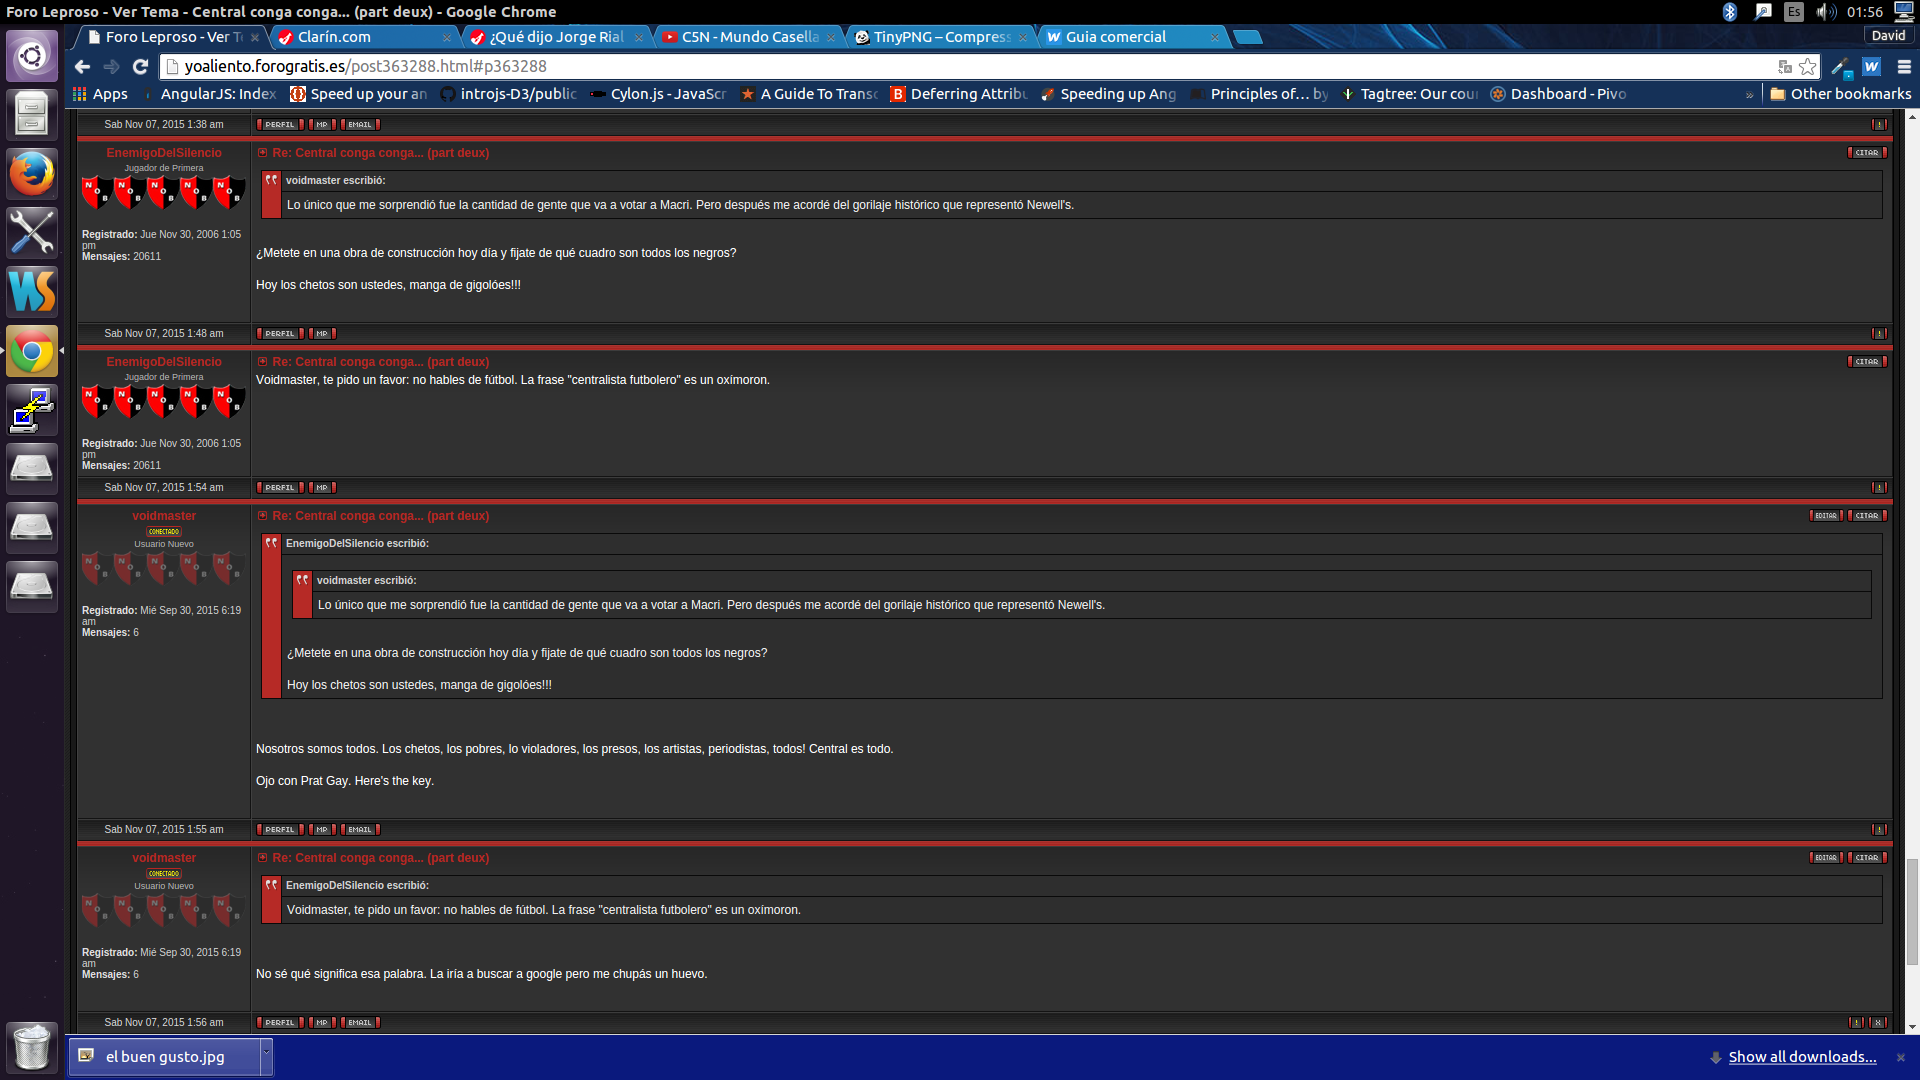 Foro Leproso - Ver Tema - Central conga conga... (part deux) - Google Chrome
Es
01:56
Foro Leproso - Ver T
Clarín.com
¿Qué dijo Jorge Rial
C5N - Mundo Casella
TinyPNG – Compress
Guia comercial
David
yoaliento.forogratis.es/post363288.html#p363288
Apps
AngularJS: Index
Speed up your an
introjs-D3/public
Cylon.js - JavaScr
A Guide To Transc
Deferring Attribu
Speeding up Ang
Principles of... by
Tagtree: Our cou
Dashboard - Pivo
»
Other bookmarks
Sab Nov 07, 2015 1:38 am
PERFIL MP EMAIL
EnemigoDelSilencio
Jugador de Primera
Registrado: Jue Nov 30, 2006 1:05
pm
Mensajes: 20611
Re: Central conga conga... (part deux)
CITAR
voidmaster escribió:
Lo único que me sorprendió fue la cantidad de gente que va a votar a Macri. Pero después me acordé del gorilaje histórico que representó Newell's.
¿Metete en una obra de construcción hoy día y fijate de qué cuadro son todos los negros?
Hoy los chetos son ustedes, manga de gigolóes!!!
Sab Nov 07, 2015 1:48 am
PERFIL MP
EnemigoDelSilencio
Jugador de Primera
Registrado: Jue Nov 30, 2006 1:05
pm
Mensajes: 20611
Re: Central conga conga... (part deux)
CITAR
Voidmaster, te pido un favor: no hables de fútbol. La frase "centralista futbolero" es un oxímoron.
Sab Nov 07, 2015 1:54 am
PERFIL MP
voidmaster
CONECTADO
Usuario Nuevo
Registrado: Mié Sep 30, 2015 6:19
am
Mensajes: 6
Re: Central conga conga... (part deux)
EDITAR CITAR
EnemigoDelSilencio escribió:
voidmaster escribió:
Lo único que me sorprendió fue la cantidad de gente que va a votar a Macri. Pero después me acordé del gorilaje histórico que representó Newell's.
¿Metete en una obra de construcción hoy día y fijate de qué cuadro son todos los negros?
Hoy los chetos son ustedes, manga de gigolóes!!!
Nosotros somos todos. Los chetos, los pobres, lo violadores, los presos, los artistas, periodistas, todos! Central es todo.
Ojo con Prat Gay. Here's the key.
Sab Nov 07, 2015 1:55 am
PERFIL MP EMAIL
voidmaster
CONECTADO
Usuario Nuevo
Registrado: Mié Sep 30, 2015 6:19
am
Mensajes: 6
Re: Central conga conga... (part deux)
EDITAR CITAR
EnemigoDelSilencio escribió:
Voidmaster, te pido un favor: no hables de fútbol. La frase "centralista futbolero" es un oxímoron.
No sé qué significa esa palabra. La iría a buscar a google pero me chupás un huevo.
Sab Nov 07, 2015 1:56 am
PERFIL MP EMAIL
el buen gusto.jpg
Show all downloads...